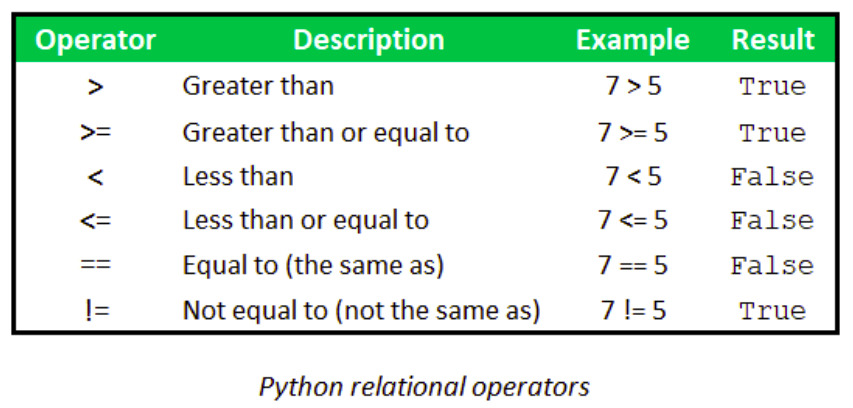 Operator Description Example Result
> Greater than 7 > 5 True
>= Greater than or equal to 7 >= 5 True
< Less than 7 < 5 False
<= Less than or equal to 7 <= 5 False
== Equal to (the same as) 7 == 5 False
!= Not equal to (not the same as) 7 != 5 True
Python relational operators